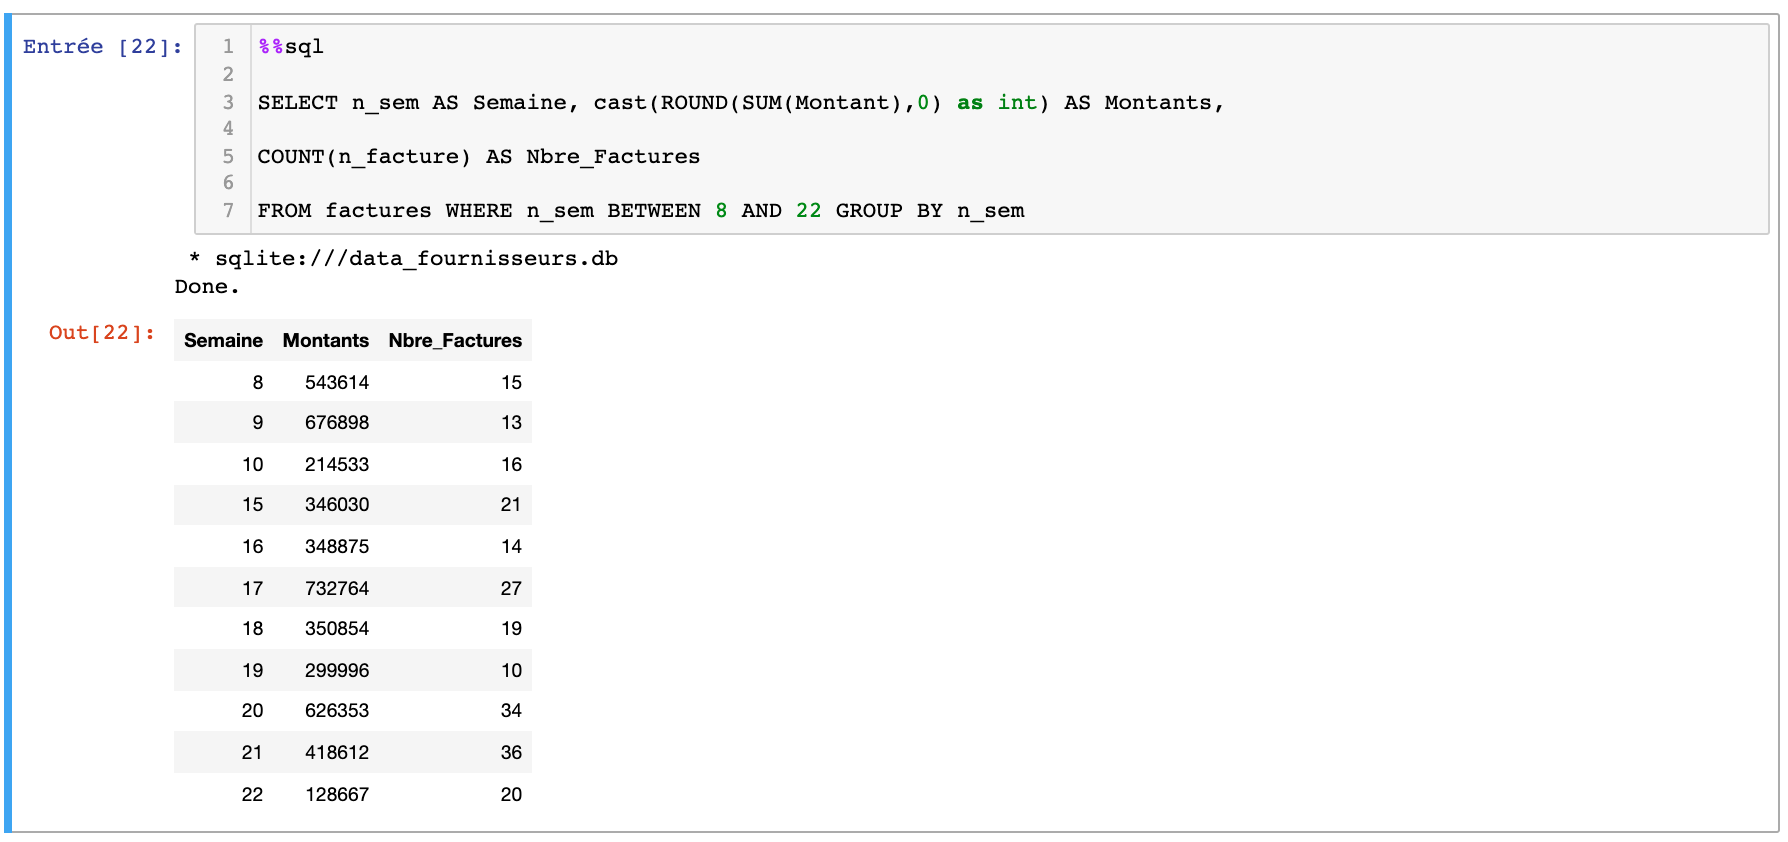 Entrée [22]:
1 %%sql
2
3 SELECT n_sem AS Semaine, cast(ROUND(SUM(Montant),0) as int) AS Montants,
4
5 COUNT(n_facture) AS Nbre_Factures
6
7 FROM factures WHERE n_sem BETWEEN 8 AND 22 GROUP BY n_sem
* sqlite:///data_fournisseurs.db
Done.
Out[22]:
Semaine Montants Nbre_Factures
8 543614 15
9 676898 13
10 214533 16
15 346030 21
16 348875 14
17 732764 27
18 350854 19
19 299996 10
20 626353 34
21 418612 36
22 128667 20